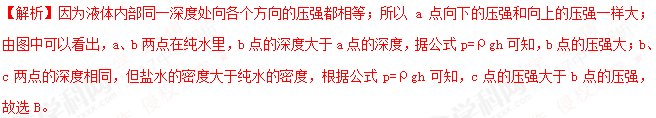 【解析】因为液体内部同一深度处向各个方向的压强都相等；所以 a 点向下的压强和向上的压强一样大；
由图中可以看出，a、b 两点在纯水里，b 点的深度大于 a 点的深度，据公式 p=ρgh 可知，b 点的压强大；b、
c 两点的深度相同，但盐水的密度大于纯水的密度，根据公式 p=ρgh 可知，c 点的压强大于 b 点的压强，
故选 B。